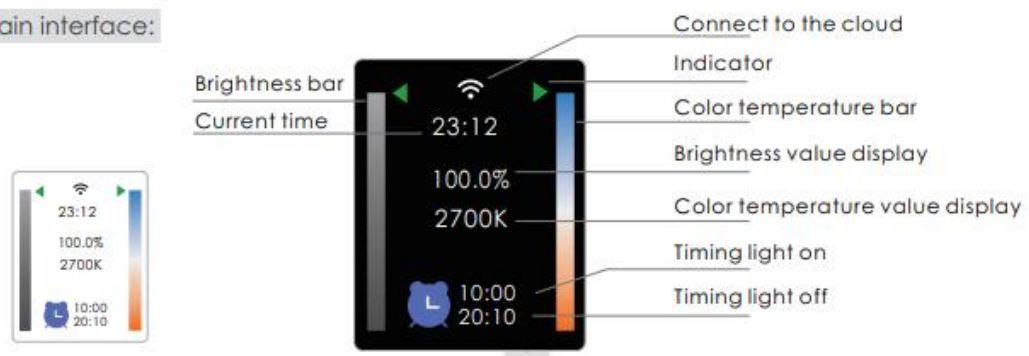 ain interface:
Connect to the cloud
Indicator
Brightness bar
Color temperature bar
Current time
23:12
Brightness value display
100.0%
2700K
Color temperature value display
Timing light on
10:00
Timing light off
20:10
23:12
100.0%
2700K
10:00
20:10